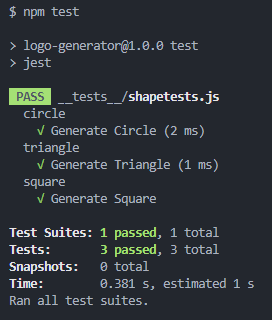 $ npm test
> logo-generator@1.0.0 test
> jest
PASS __tests__/shapetests.js
circle
√ Generate Circle (2 ms)
triangle
√ Generate Triangle (1 ms)
square
√ Generate Square
Test Suites: 1 passed, 1 total
Tests: 3 passed, 3 total
Snapshots: 0 total
Time: 0.381 s, estimated 1 s
Ran all test suites.